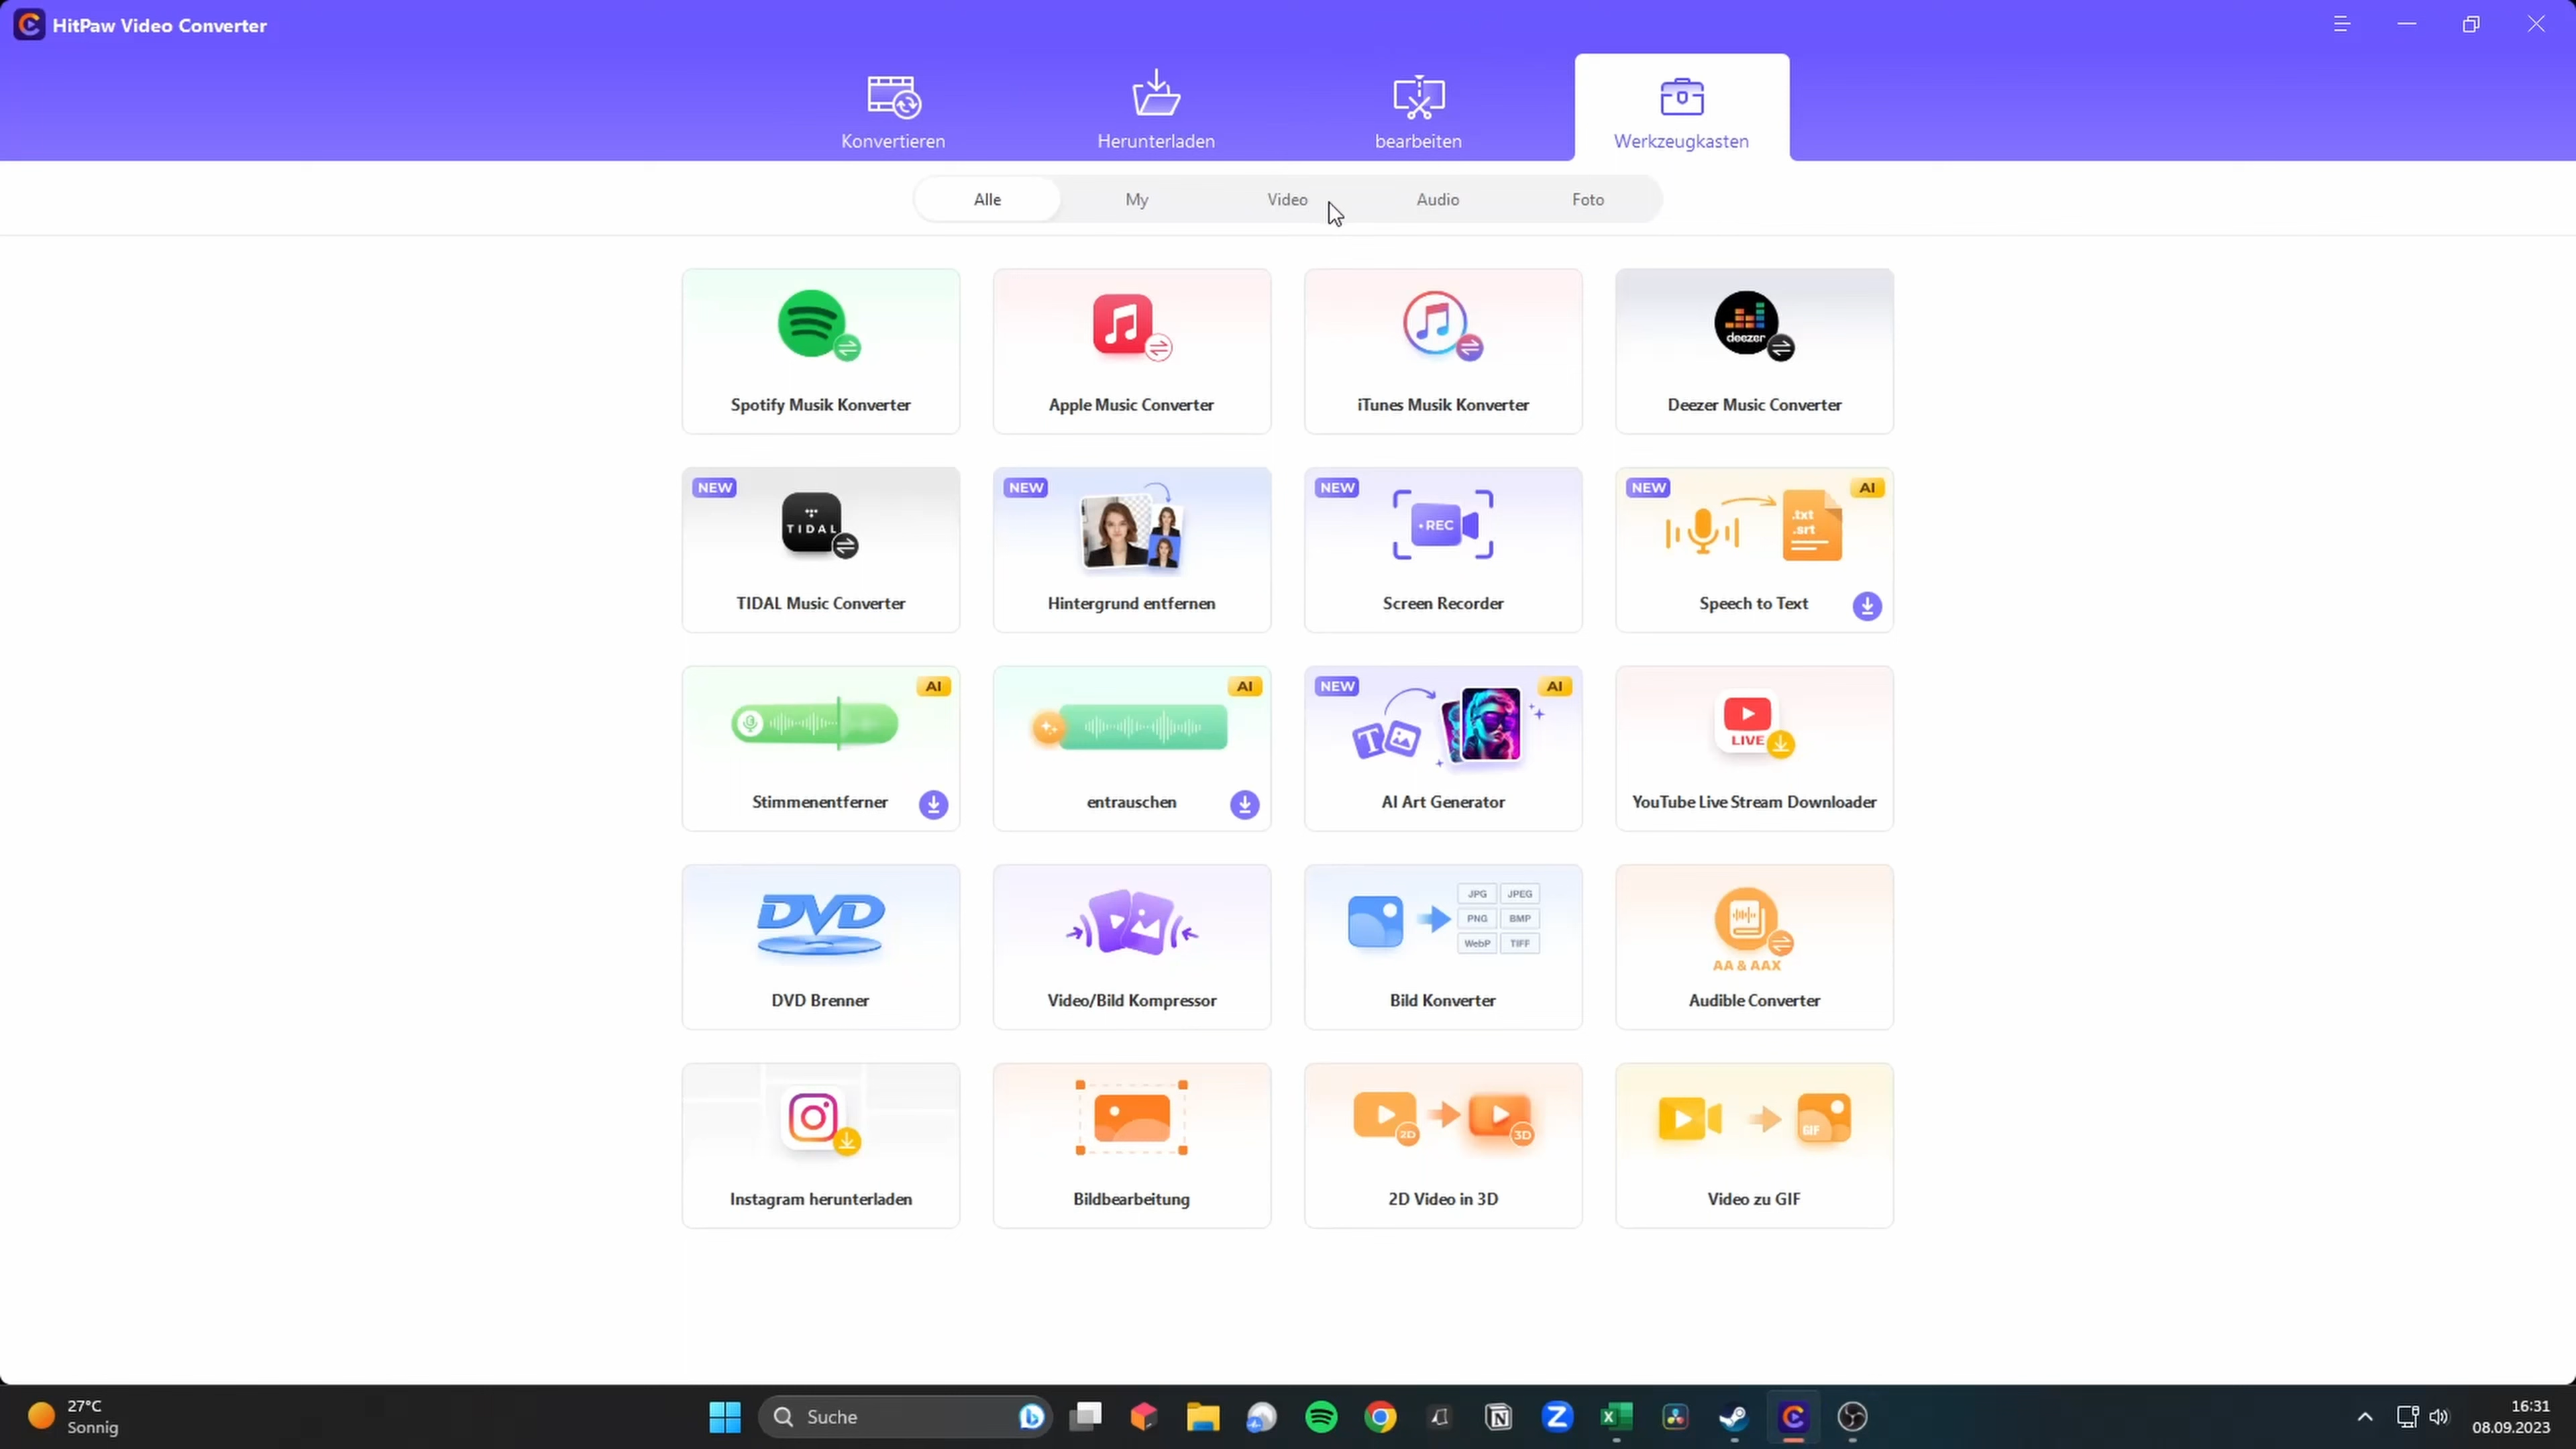 HitPaw Video Converter
Konvertieren
Herunterladen
bearbeiten
Werkzeugkasten
Alle
My
Video
Audio
Foto
deezer
Spotify Musik Konverter
Apple Music Converter
iTunes Musik Konverter
Deezer Music Converter
NEW
TIDAL
TIDAL Music Converter
NEW
Hintergrund entfernen
NEW
REC
Screen Recorder
NEW
AI
.txt
.srt
Speech to Text
AI
Stimmenentferner
AI
entrauschen
NEW
AI
T
AI Art Generator
LIVE
YouTube Live Stream Downloader
DVD
DVD Brenner
Video/Bild Kompressor
JPG JPEG
PNG BMP
WebP TIFF
Bild Konverter
AA & AAX
Audible Converter
Instagram herunterladen
Bildbearbeitung
2D
3D
2D Video in 3D
GIF
Video zu GIF
27°C
Sonnig
Suche
16:31
08.09.2023